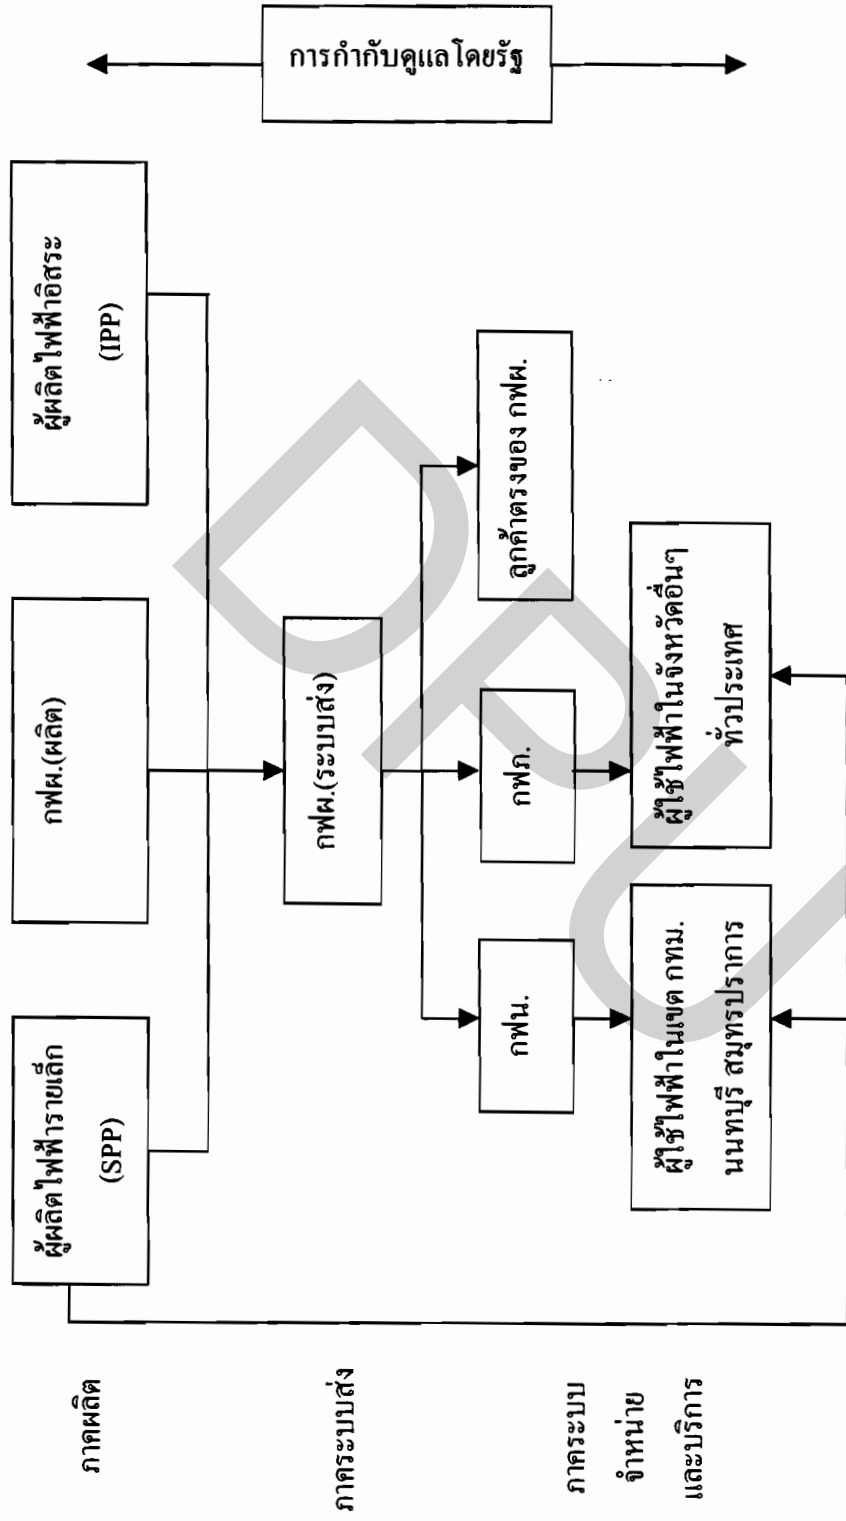 การกำกับดูแลโดยรัฐ
ภาคผลิต
ผู้ผลิตไฟฟ้ารายเล็ก
(SPP)
กฟผ.(ผลิต)
ผู้ผลิตไฟฟ้าอิสระ
(IPP)
ภาคระบบส่ง
กฟผ.(ระบบส่ง)
ภาคระบบ
จำหน่าย
และบริการ
กฟน.
กฟภ.
ลูกค้าตรงของ กฟผ.
ผู้ใช้ไฟฟ้าในเขต กทม.
นนทบุรี สมุทรปราการ
ผู้ใช้ไฟฟ้าในจังหวัดอื่นๆ
ทั่วประเทศ
DPU